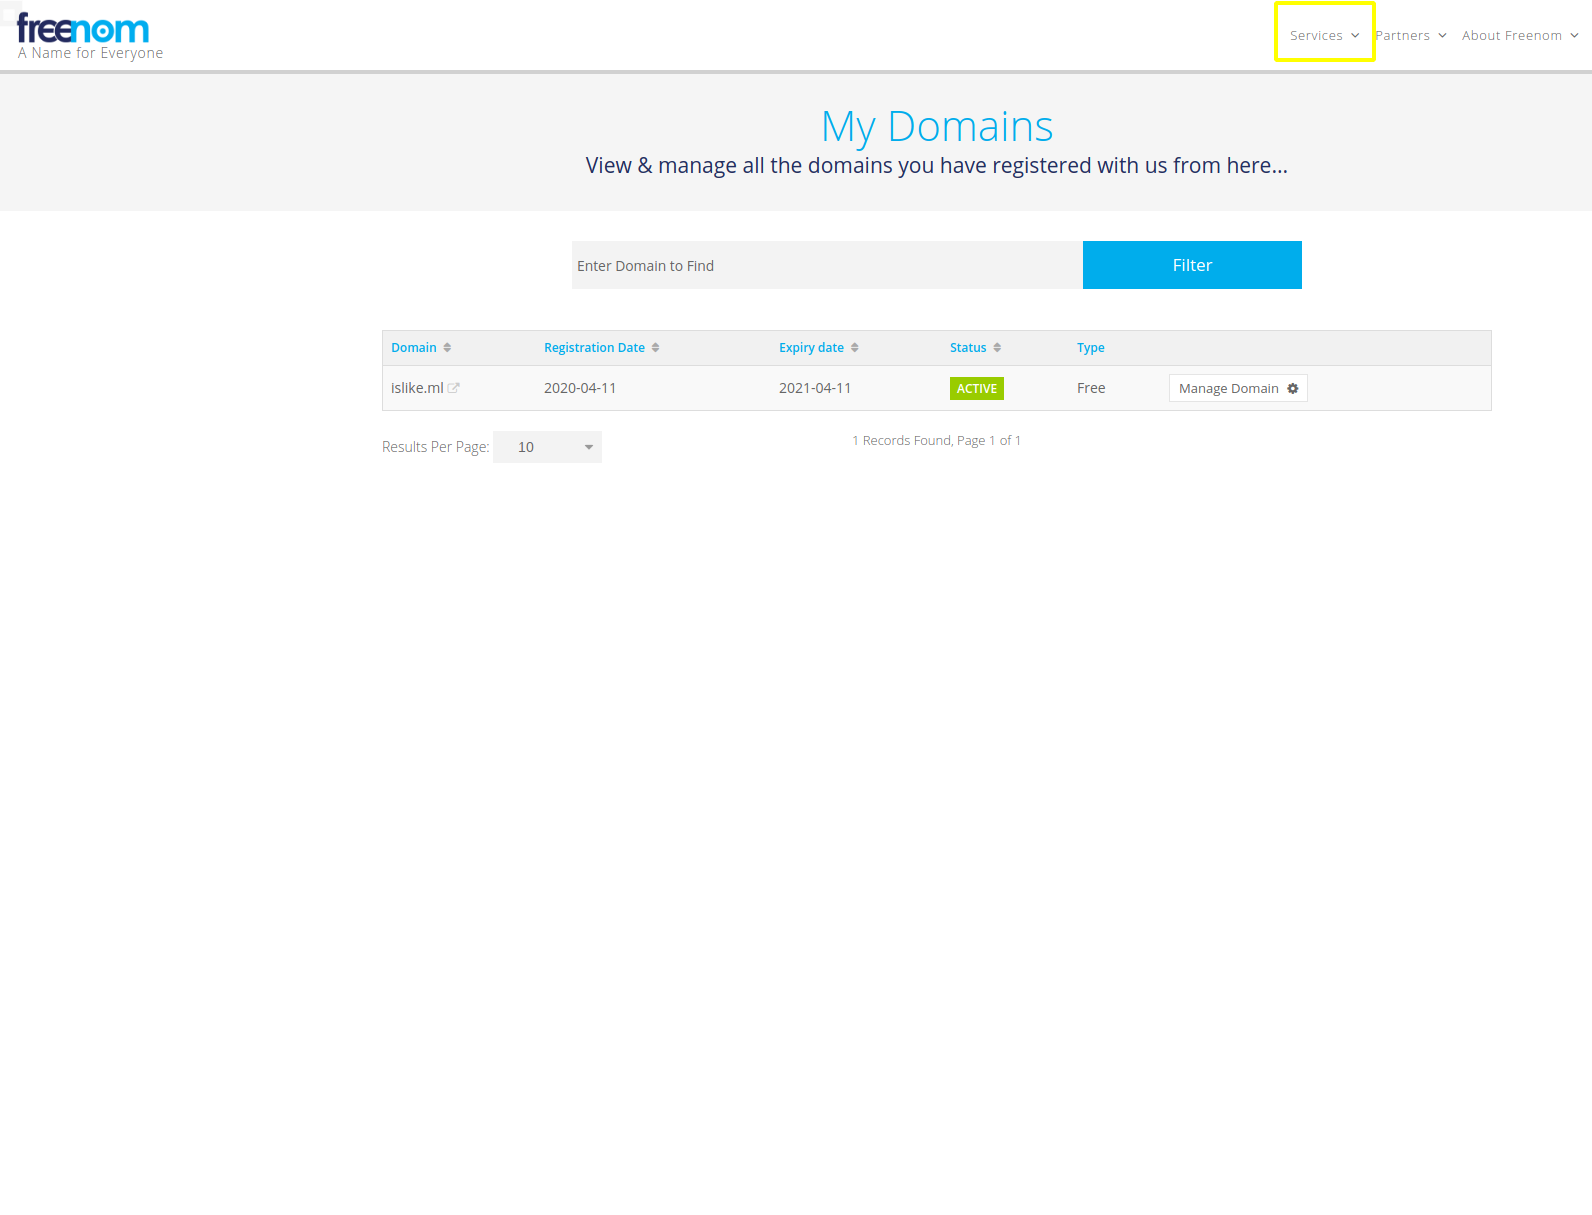 freenom
A Name for Everyone
Services Partners About Freenom
My Domains
View & manage all the domains you have registered with us from here...
Enter Domain to Find Filter
Domain Registration Date Expiry date Status Type
islike.ml 2020-04-11 2021-04-11 ACTIVE Free Manage Domain
Results Per Page: 10 1 Records Found, Page 1 of 1